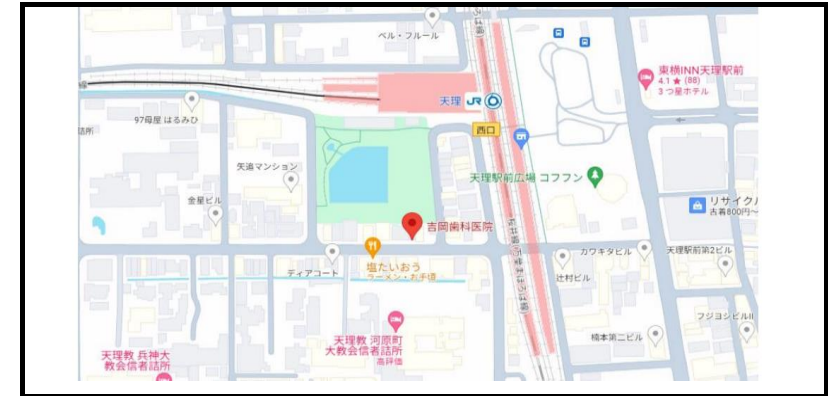 ベル・フルール
東横INN天理駅前
4.1 ★ (88)
3 つ星ホテル
天理 JR
97母屋 はるみひ
西口
矢追マンション
天理駅前広場 コフフン
金星ビル
リサイクル
古着800円〜
吉岡歯科医院
塩たいおう
ラーメン・お手頃
ディアコート
カワキタビル
天理駅前第2ビル
辻村ビル
フジヨシビルII
楠本第二ビル
天理教 河原町
大教会信者詰所
高評価
天理教 兵神大
教会信者詰所